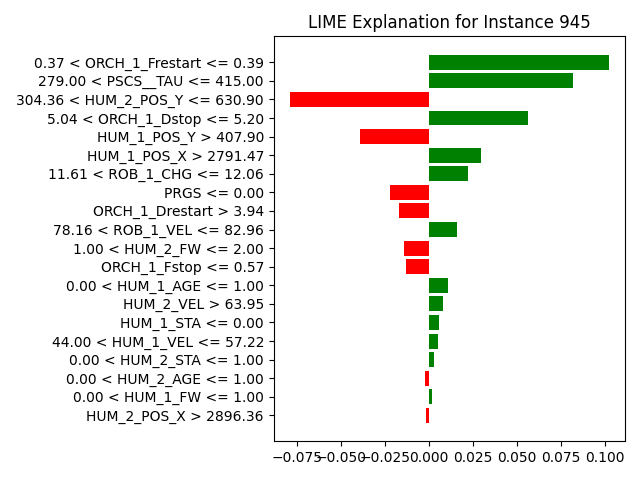 LIME Explanation for Instance 945
0.37 < ORCH_1_Frestart <= 0.39
279.00 < PSCS__TAU <= 415.00
304.36 < HUM_2_POS_Y <= 630.90
5.04 < ORCH_1_Dstop <= 5.20
HUM_1_POS_Y > 407.90
HUM_1_POS_X > 2791.47
11.61 < ROB_1_CHG <= 12.06
PRGS <= 0.00
ORCH_1_Drestart > 3.94
78.16 < ROB_1_VEL <= 82.96
1.00 < HUM_2_FW <= 2.00
ORCH_1_Fstop <= 0.57
0.00 < HUM_1_AGE <= 1.00
HUM_2_VEL > 63.95
HUM_1_STA <= 0.00
44.00 < HUM_1_VEL <= 57.22
0.00 < HUM_2_STA <= 1.00
0.00 < HUM_2_AGE <= 1.00
0.00 < HUM_1_FW <= 1.00
HUM_2_POS_X > 2896.36
−0.075 −0.050 −0.025 0.000 0.025 0.050 0.075 0.100